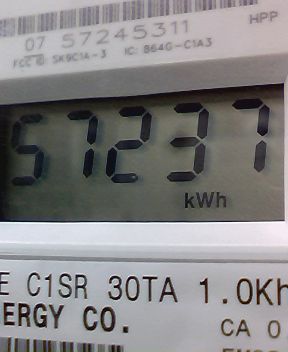 HPP
07 57245311
FCC ID: SK9C1A-3 IC: 864G-C1A3
57237
kWh
E C1SR 30TA 1.0Kh
ERGY CO.
CA 0